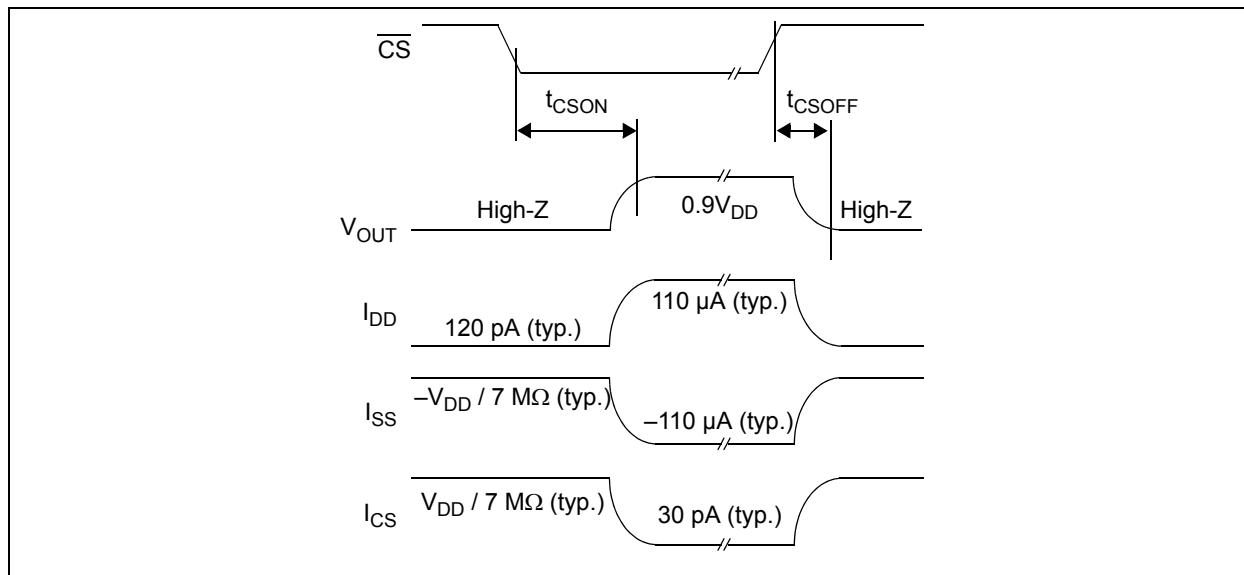 CS
tCSON
tCSOFF
VOUT
High-Z
0.9VDD
High-Z
IDD
120 pA (typ.)
110 µA (typ.)
ISS
–VDD / 7 MΩ (typ.)
–110 µA (typ.)
ICS
VDD / 7 MΩ (typ.)
30 pA (typ.)